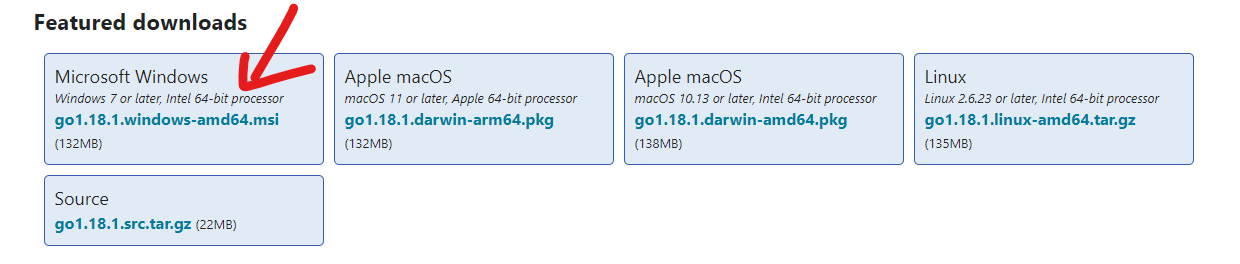 Featured downloads
Microsoft Windows
Windows 7 or later, Intel 64-bit processor
go1.18.1.windows-amd64.msi
(132MB)
Apple macOS
macOS 11 or later, Apple 64-bit processor
go1.18.1.darwin-arm64.pkg
(132MB)
Apple macOS
macOS 10.13 or later, Intel 64-bit processor
go1.18.1.darwin-amd64.pkg
(138MB)
Linux
Linux 2.6.23 or later, Intel 64-bit processor
go1.18.1.linux-amd64.tar.gz
(135MB)
Source
go1.18.1.src.tar.gz (22MB)